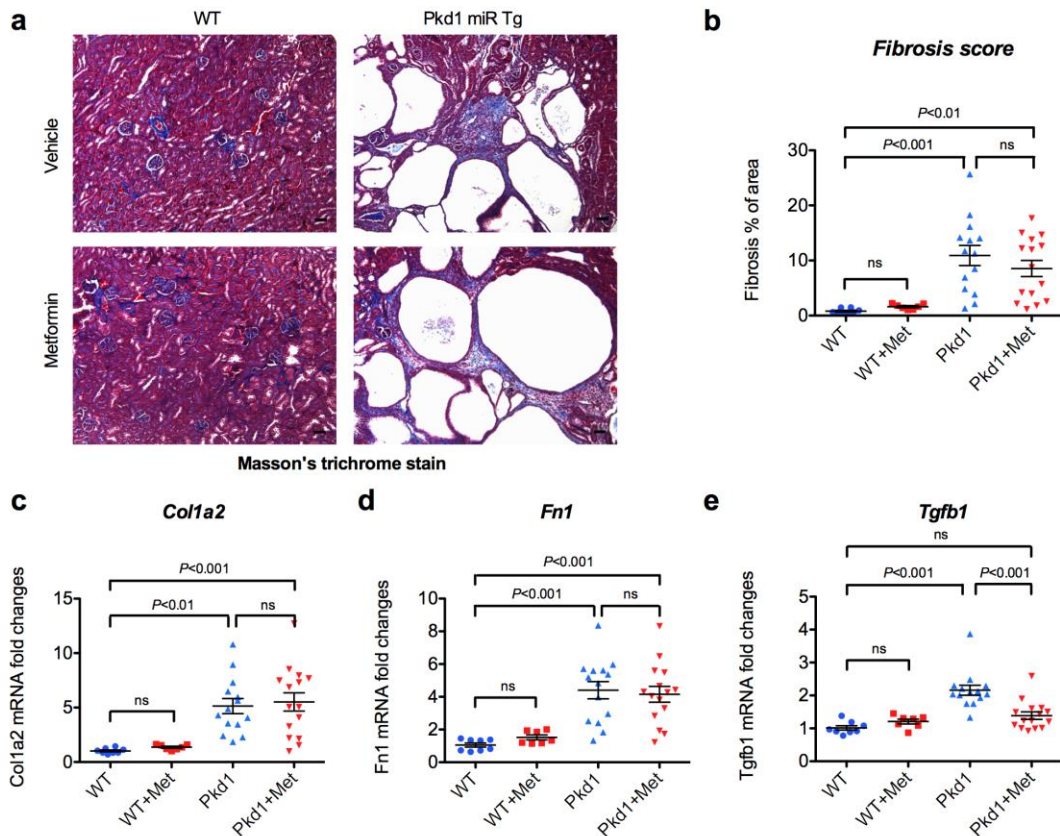 a
WT
Pkd1 miR Tg
Vehicle
Metformin
Masson's trichrome stain
b
Fibrosis score
P<0.01
P<0.001
ns
ns
Fibrosis % of area
30
20
10
0
WT
WT+Met
Pkd1
Pkd1+Met
c
Col1a2
P<0.001
P<0.01
ns
ns
Col1a2 mRNA fold changes
15
10
5
0
WT
WT+Met
Pkd1
Pkd1+Met
d
Fn1
P<0.001
P<0.001
ns
ns
Fn1 mRNA fold changes
10
8
6
4
2
0
WT
WT+Met
Pkd1
Pkd1+Met
e
Tgfb1
ns
P<0.001
P<0.001
ns
Tgfb1 mRNA fold changes
5
4
3
2
1
0
WT
WT+Met
Pkd1
Pkd1+Met